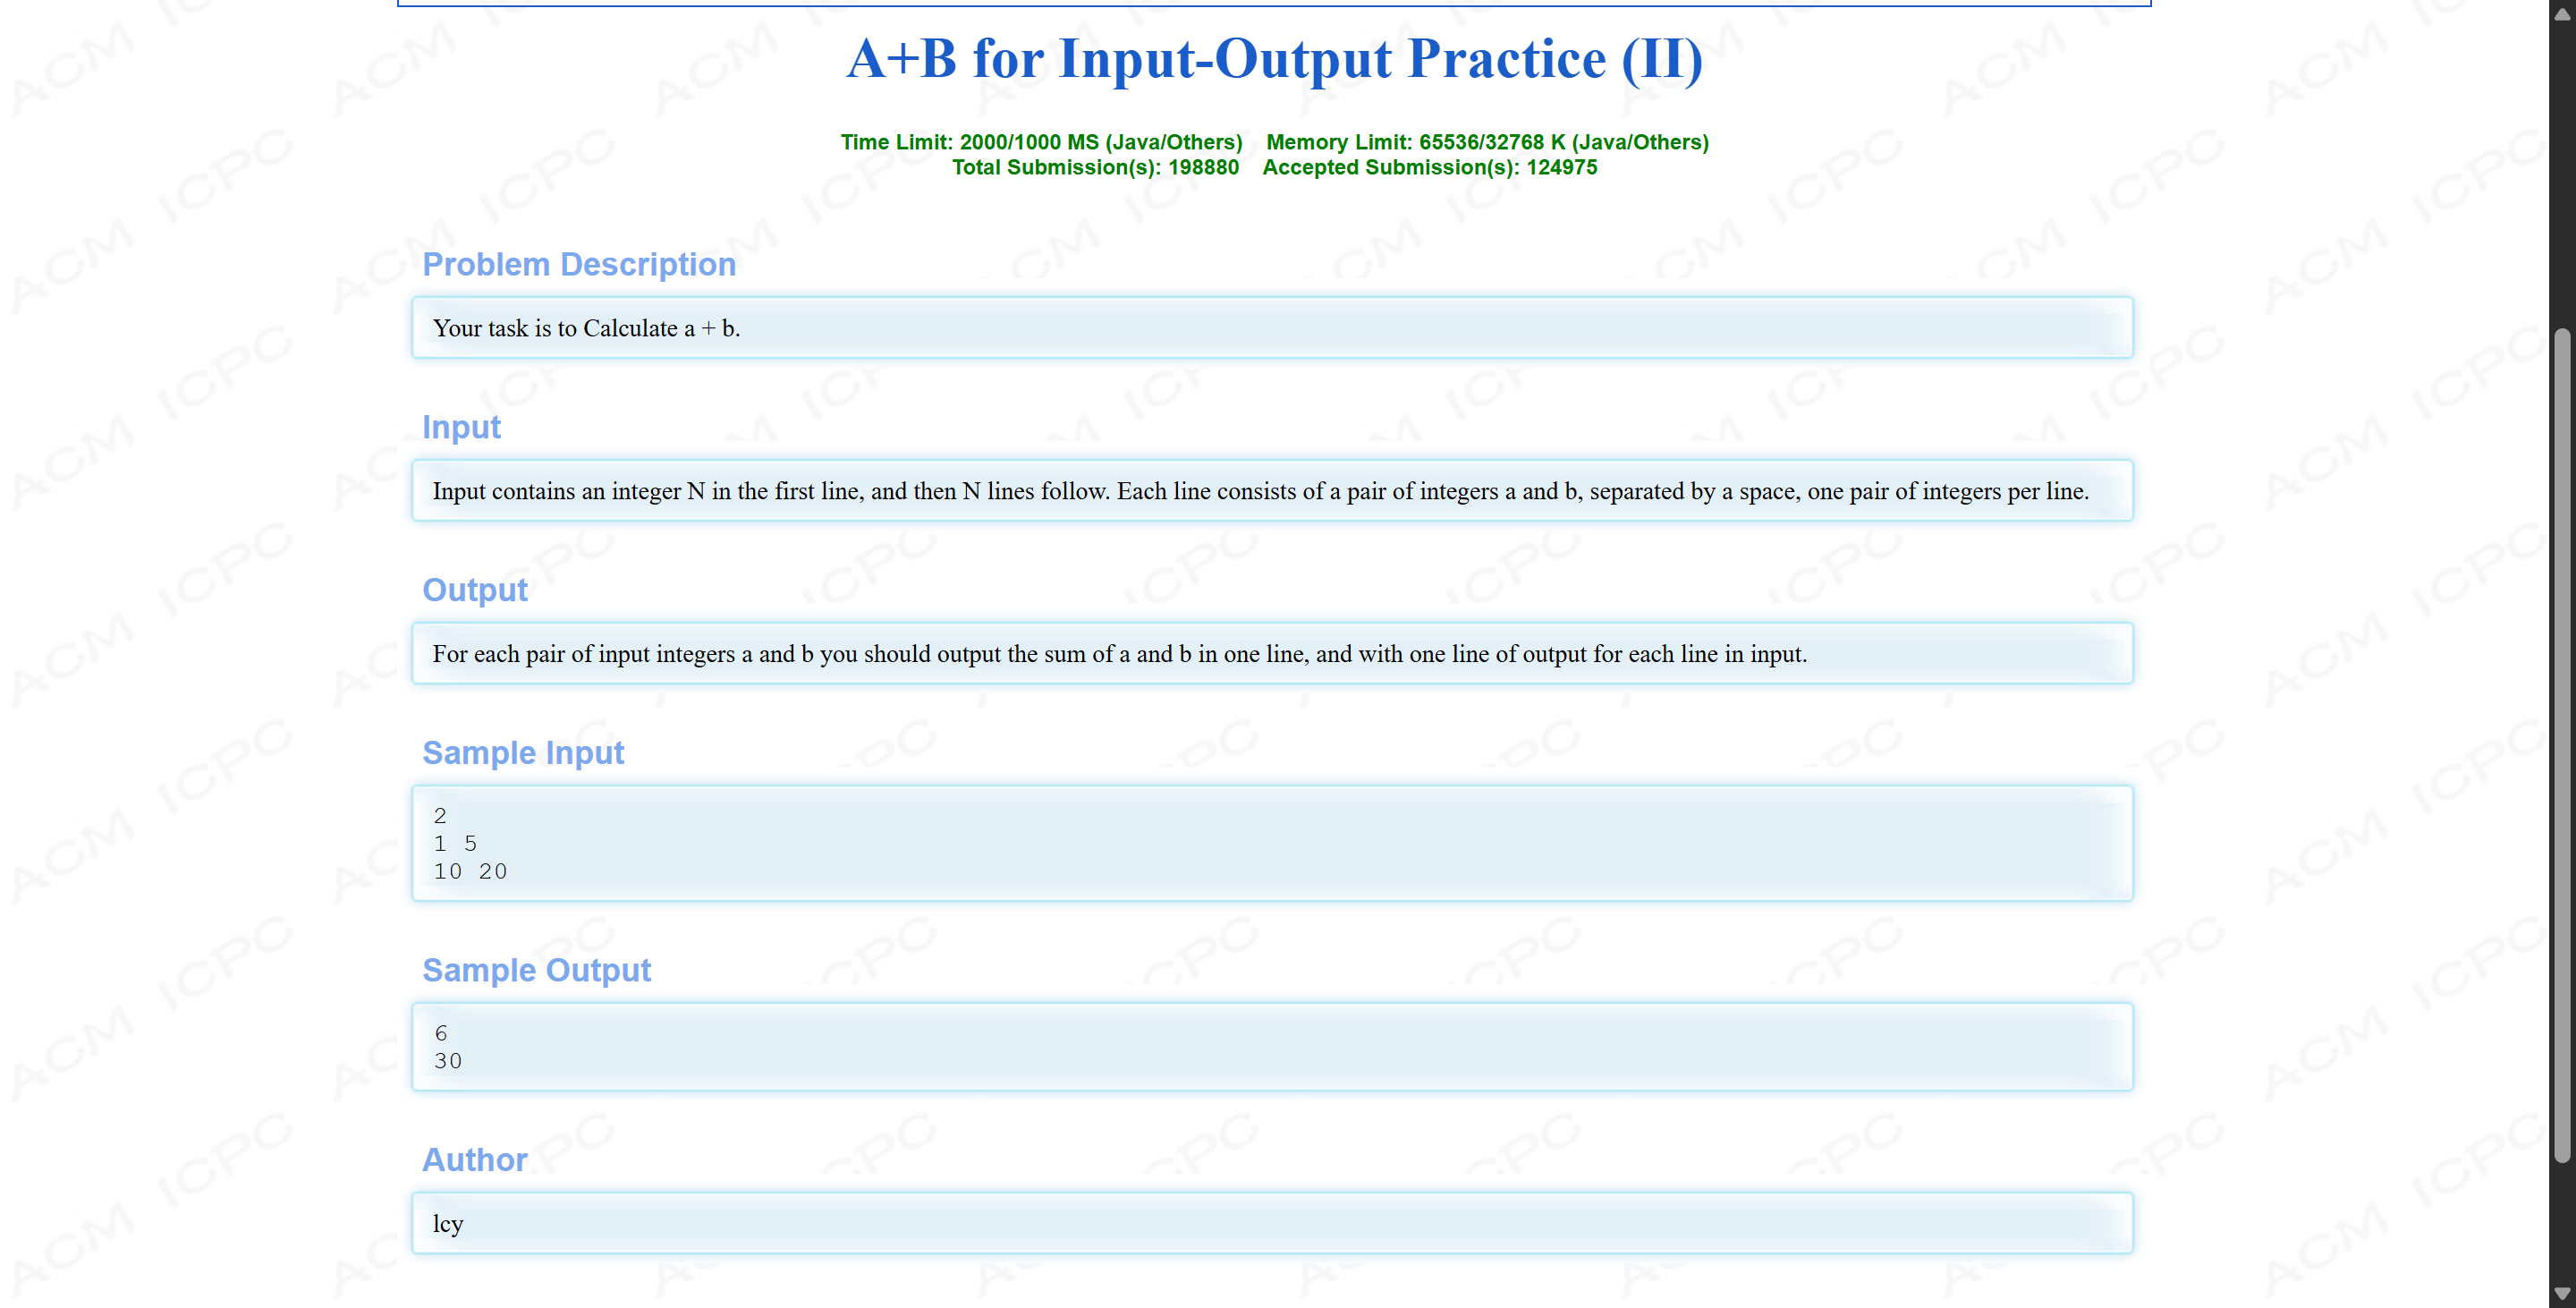 A+B for Input-Output Practice (II)
Time Limit: 2000/1000 MS (Java/Others)    Memory Limit: 65536/32768 K (Java/Others)
Total Submission(s): 198880    Accepted Submission(s): 124975
Problem Description
Your task is to Calculate a + b.
Input
Input contains an integer N in the first line, and then N lines follow. Each line consists of a pair of integers a and b, separated by a space, one pair of integers per line.
Output
For each pair of input integers a and b you should output the sum of a and b in one line, and with one line of output for each line in input.
Sample Input
2
1 5
10 20
Sample Output
6
30
Author
lcy